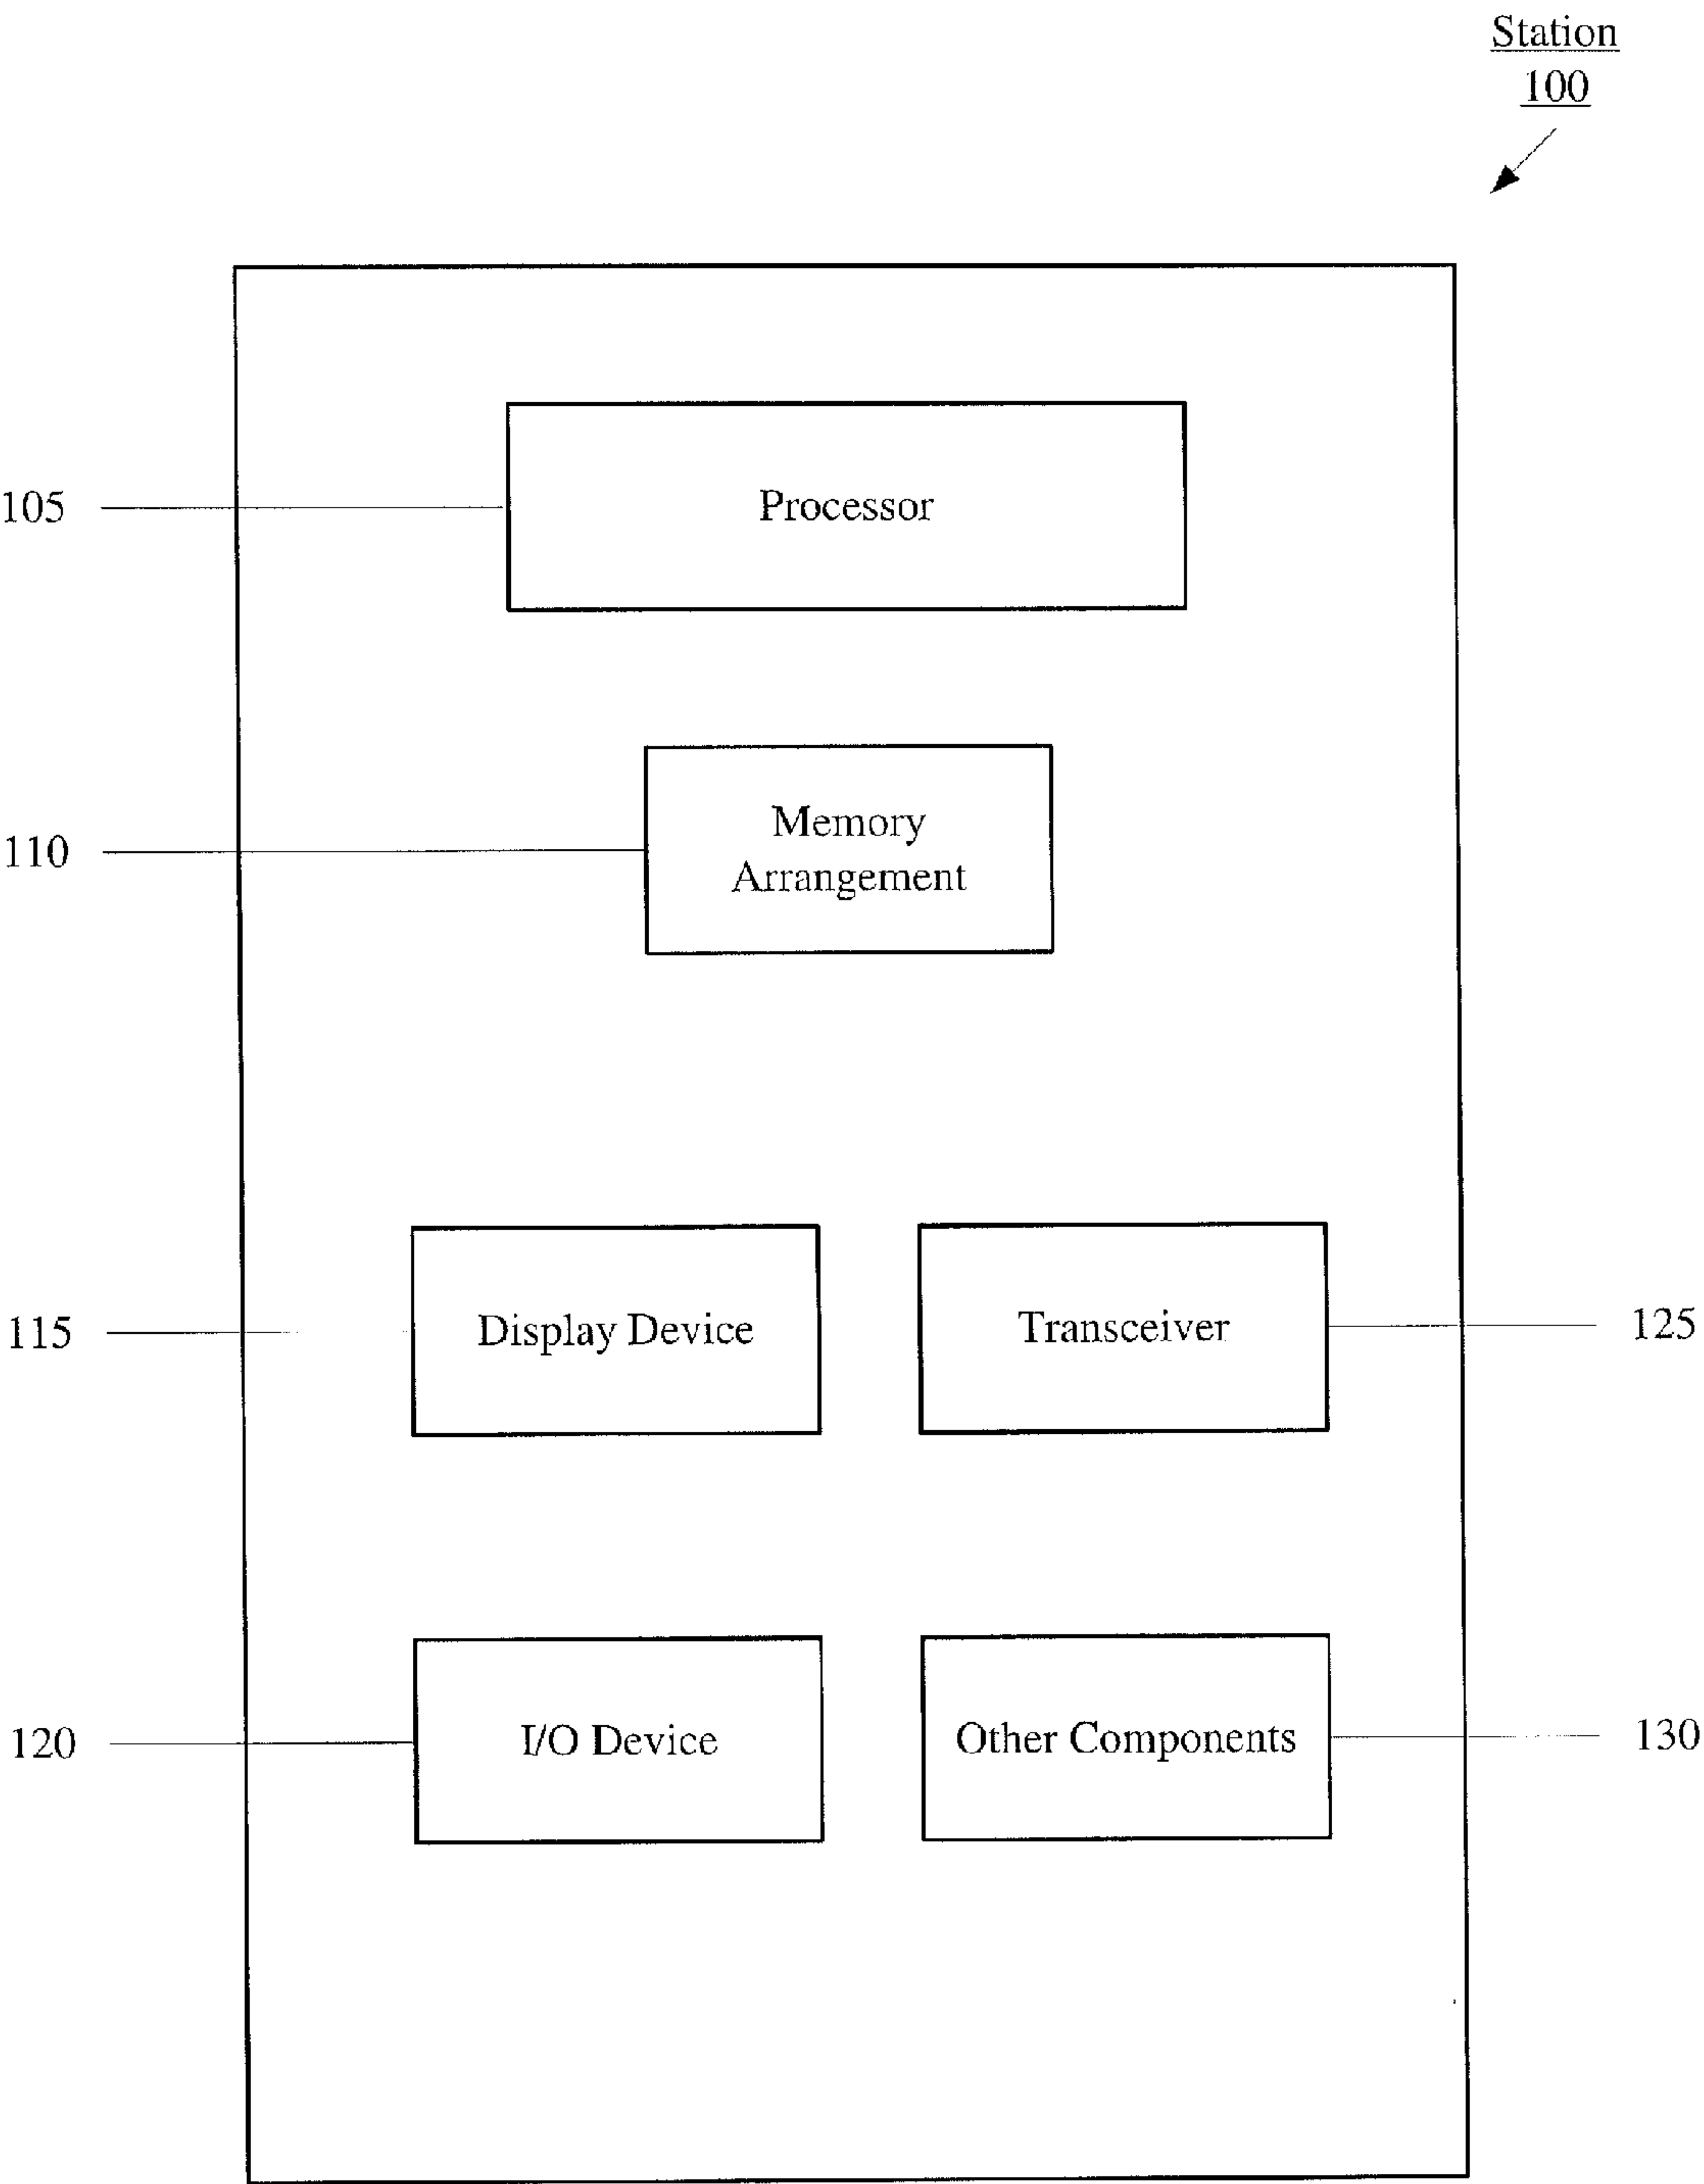 Station
100
105
Processor
110
Memory
Arrangement
115
Display Device
Transceiver
125
120
I/O Device
Other Components
130